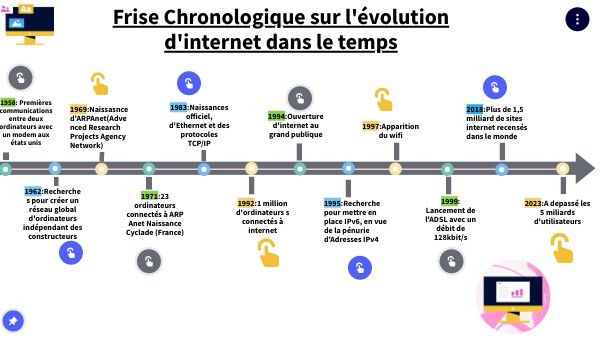 Frise Chronologique sur l'évolution
d'internet dans le temps
1958: Premières
communications
entre deux
ordinateurs avec
un modem aux
états unis
1969:Naissasnce
d'ARPAnet(Adve
nced Research
Projects Agency
Network)
1983:Naissances
officiel,
d'Ethernet et des
protocoles
TCP/IP
1994:Ouverture
d'internet au
grand publique
1997:Apparition
du wifi
2018:Plus de 1,5
milliard de sites
internet recensés
dans le monde
1962:Recherche
s pour créer un
réseau global
d'ordinateurs
indépendant des
constructeurs
1971:23
ordinateurs
connectés à ARP
Anet Naissance
Cyclade (France)
1992:1 million
d'ordinateurs s
connectés à
internet
1995:Recherche
pour mettre en
place IPv6, en vue
de la pénurie
d'Adresses IPv4
1999:
Lancement de
l'ADSL avec un
débit de
128kbit/s
2023:A depassé les
5 miliards
d'utilisateurs